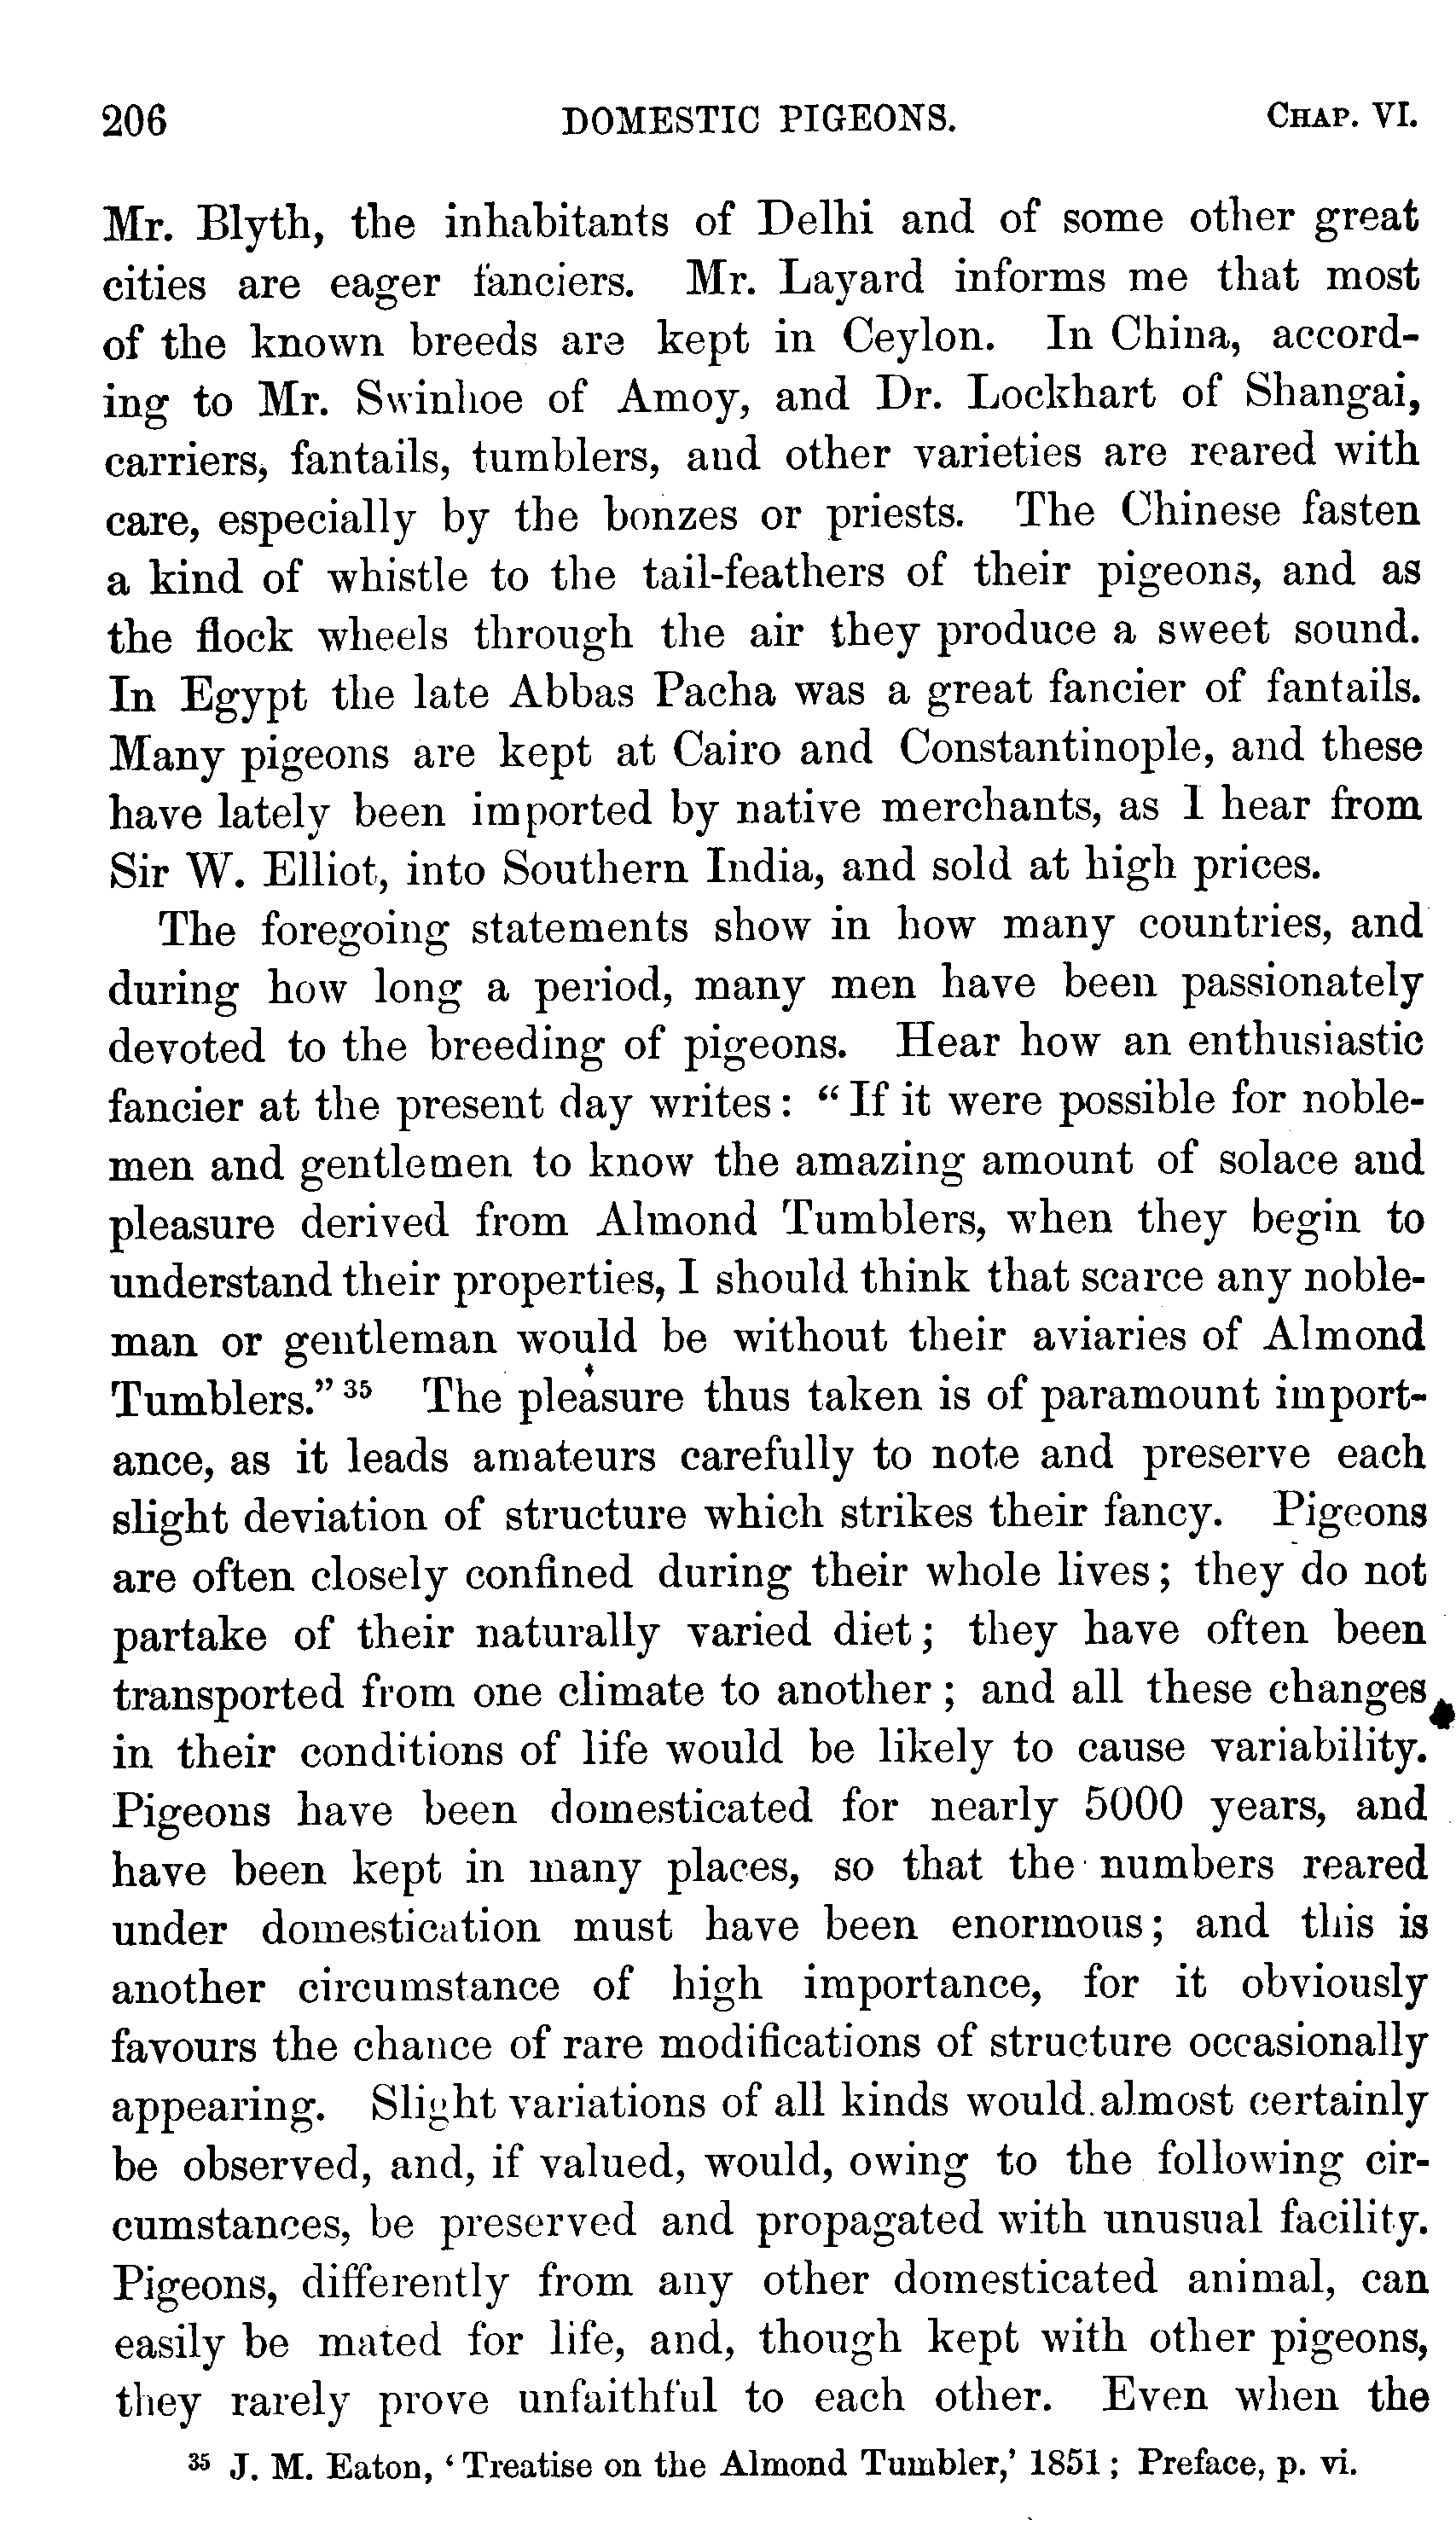 206 DOMESTIC PIGEONS. CHAP. VI.
Mr. Blyth, the inhabitants of Delhi and of some other great
cities are eager fanciers. Mr. Layard informs me that most
of the known breeds are kept in Ceylon. In China, accord-
ing to Mr. Swinhoe of Amoy, and Dr. Lockhart of Shangai,
carriers, fantails, tumblers, and other varieties are reared with
care, especially by the bonzes or priests. The Chinese fasten
a kind of whistle to the tail-feathers of their pigeons, and as
the flock wheels through the air they produce a sweet sound.
In Egypt the late Abbas Pacha was a great fancier of fantails.
Many pigeons are kept at Cairo and Constantinople, and these
have lately been imported by native merchants, as I hear from
Sir W. Elliot, into Southern India, and sold at high prices.
The foregoing statements show in how many countries, and
during how long a period, many men have been passionately
devoted to the breeding of pigeons. Hear how an enthusiastic
fancier at the present day writes: “If it were possible for noble-
men and gentlemen to know the amazing amount of solace and
pleasure derived from Almond Tumblers, when they begin to
understand their properties, I should think that scarce any noble-
man or gentleman would be without their aviaries of Almond
Tumblers.” 35 The pleasure thus taken is of paramount import-
ance, as it leads amateurs carefully to note and preserve each
slight deviation of structure which strikes their fancy. Pigeons
are often closely confined during their whole lives; they do not
partake of their naturally varied diet; they have often been
transported from one climate to another; and all these changes
in their conditions of life would be likely to cause variability.
Pigeons have been domesticated for nearly 5000 years, and
have been kept in many places, so that the numbers reared
under domestication must have been enormous; and this is
another circumstance of high importance, for it obviously
favours the chance of rare modifications of structure occasionally
appearing. Slight variations of all kinds would almost certainly
be observed, and, if valued, would, owing to the following cir-
cumstances, be preserved and propagated with unusual facility.
Pigeons, differently from any other domesticated animal, can
easily be mated for life, and, though kept with other pigeons,
they rarely prove unfaithful to each other. Even when the
35 J. M. Eaton, ‘Treatise on the Almond Tumbler,’ 1851; Preface, p. vi.